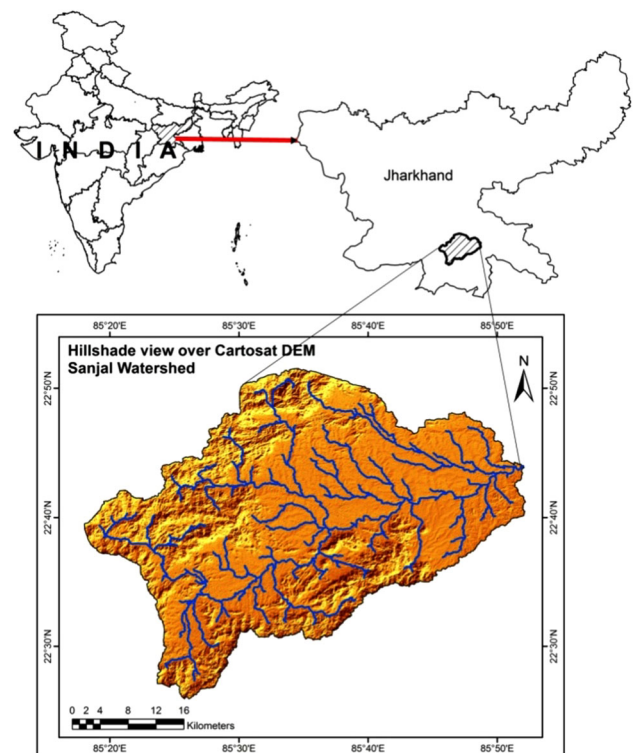 I N D I A
Jharkhand
85°20'E 85°30'E 85°40'E 85°50'E
Hillshade view over Cartosat DEM
Sanjal Watershed
N
22°50'N 22°50'N
22°40'N 22°40'N
22°30'N 22°30'N
0 2 4 8 12 16
Kilometers
85°20'E 85°30'E 85°40'E 85°50'E